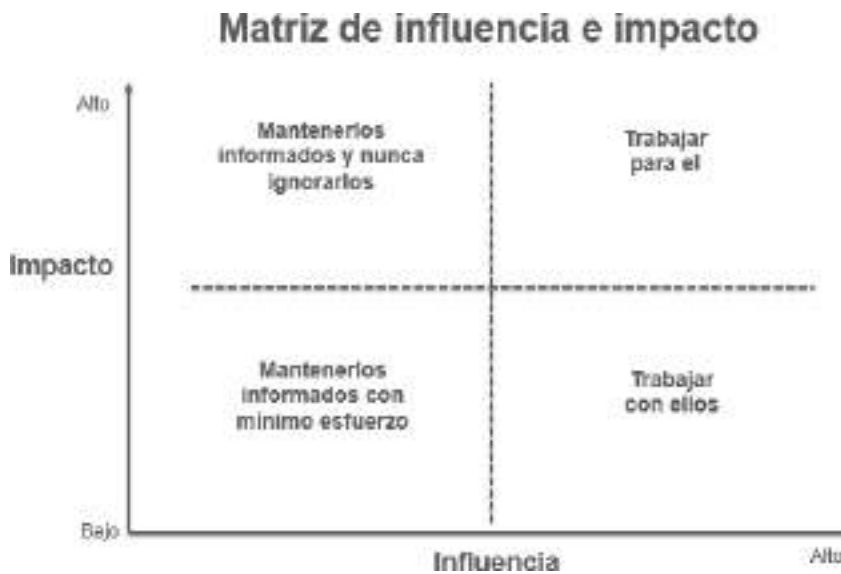 Matriz de influencia e impacto
Alto
Mantenerlos
informados y nunca
ignorarlos
Trabajar
para el
Impacto
Mantenerlos
informados con
minimo esfuerzo
Trabajar
con ellos
Bajo
Influencia
Alto